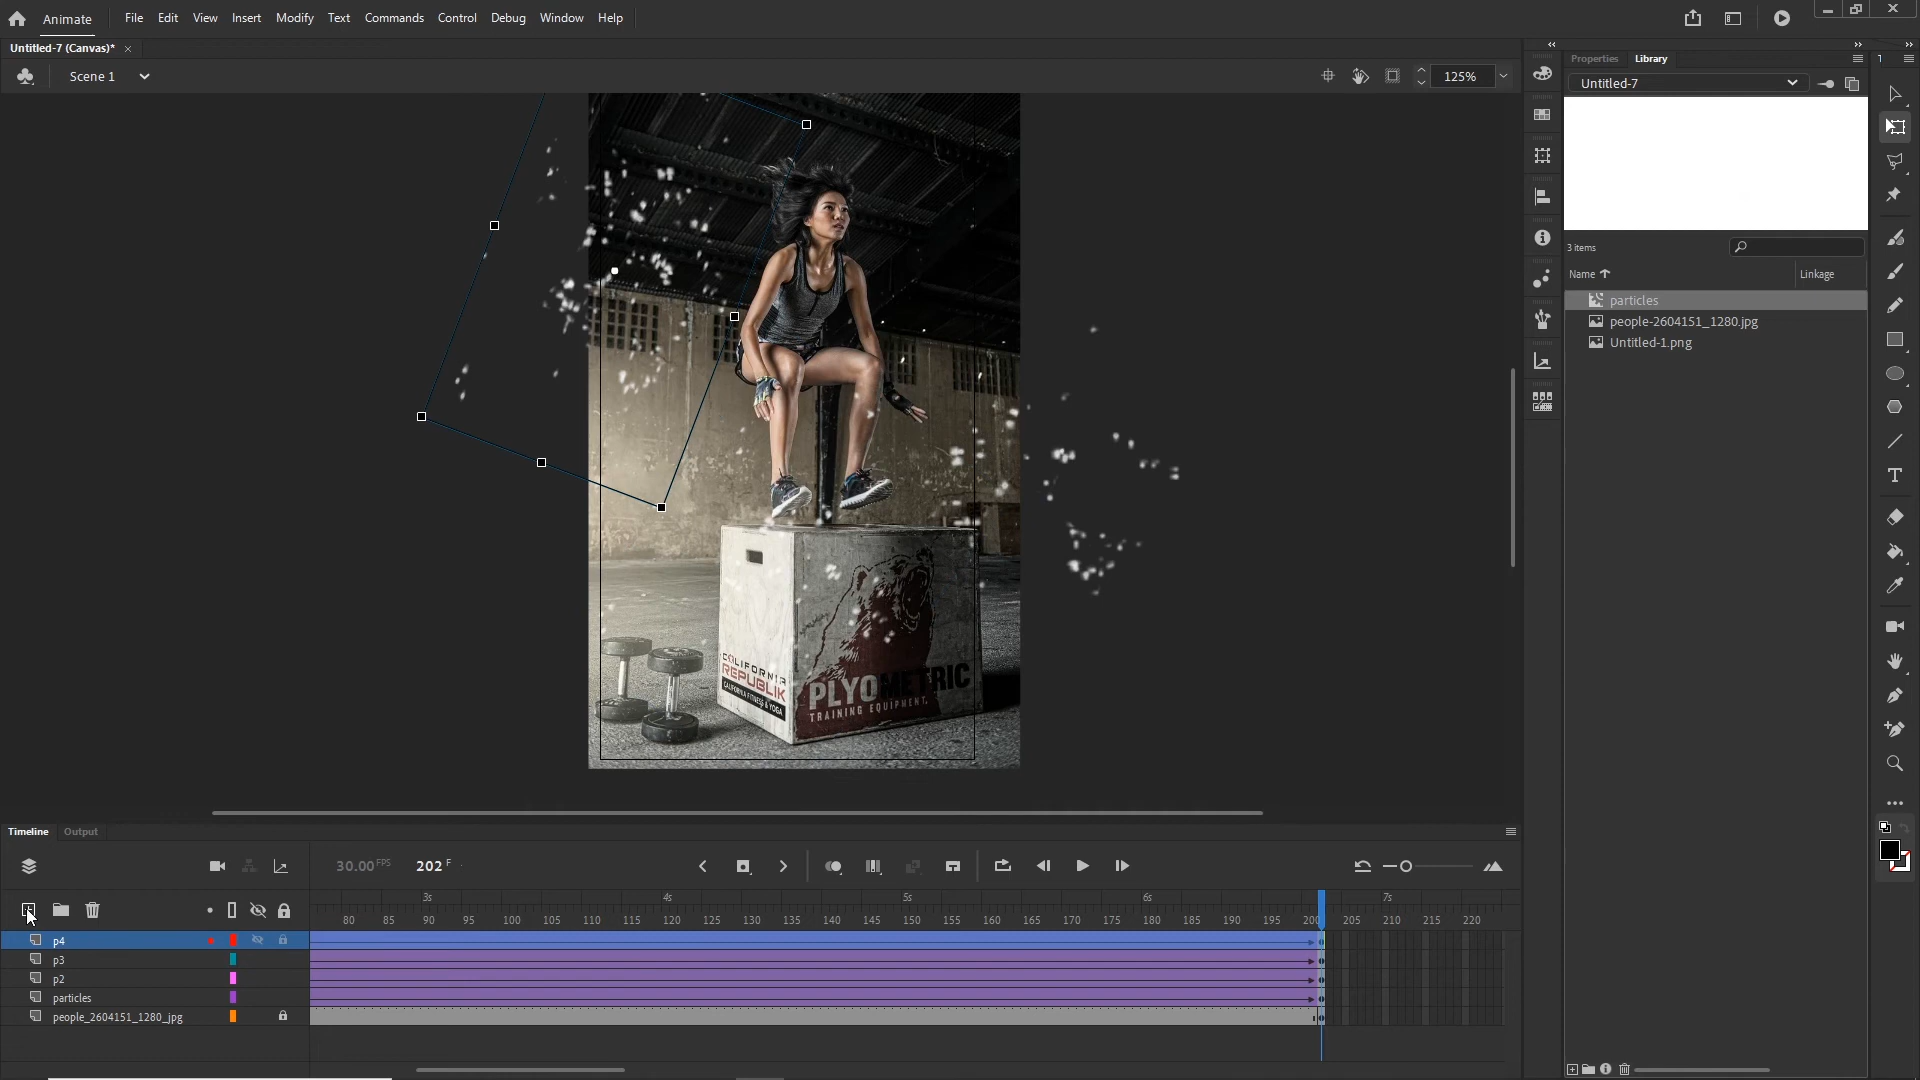 Animate
File Edit View Insert Modify Text Commands Control Debug Window Help
Untitled-7 (Canvas)*
Scene 1
125%
Properties Library
Untitled-7
3 items
Name Linkage
particles
people-2604151_1280.jpg
Untitled-1.png
CALIFORNIA
REPUBLIK
CALIFORNIA FITNESS & YOGA
PLYOMETRIC
TRAINING EQUIPMENT.
Timeline Output
30.00 FPS 202 F
3s 4s 5s 6s 7s
80 85 90 95 100 105 110 115 120 125 130 135 140 145 150 155 160 165 170 175 180 185 190 195 200 205 210 215 220
p4
p3
p2
particles
people_2604151_1280_jpg